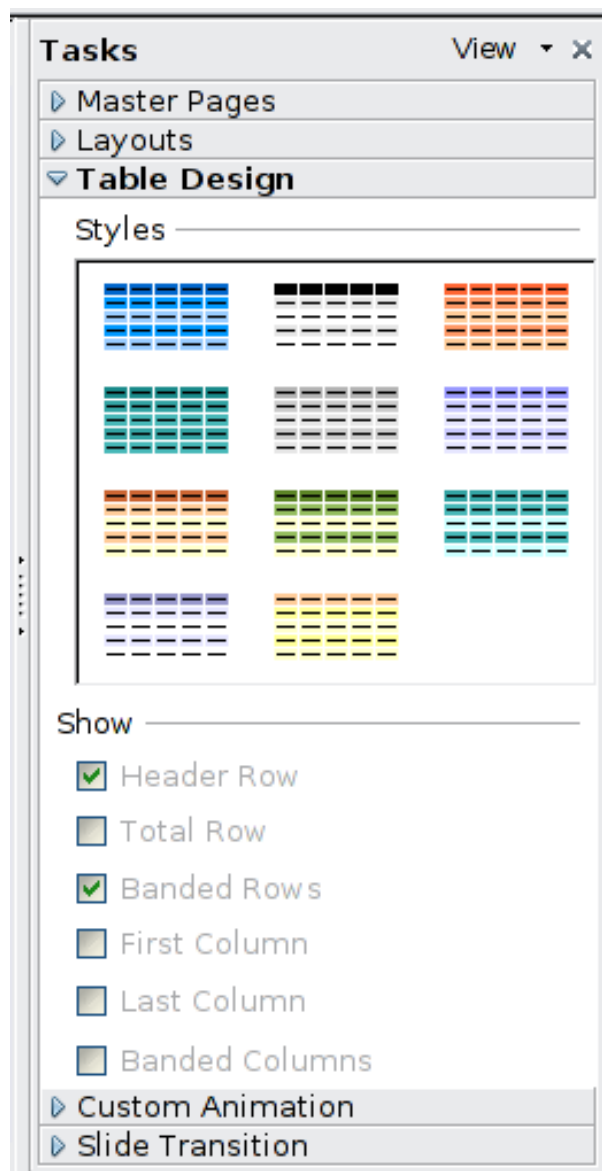 Tasks View
Master Pages
Layouts
Table Design
Styles
Show
Header Row
Total Row
Banded Rows
First Column
Last Column
Banded Columns
Custom Animation
Slide Transition